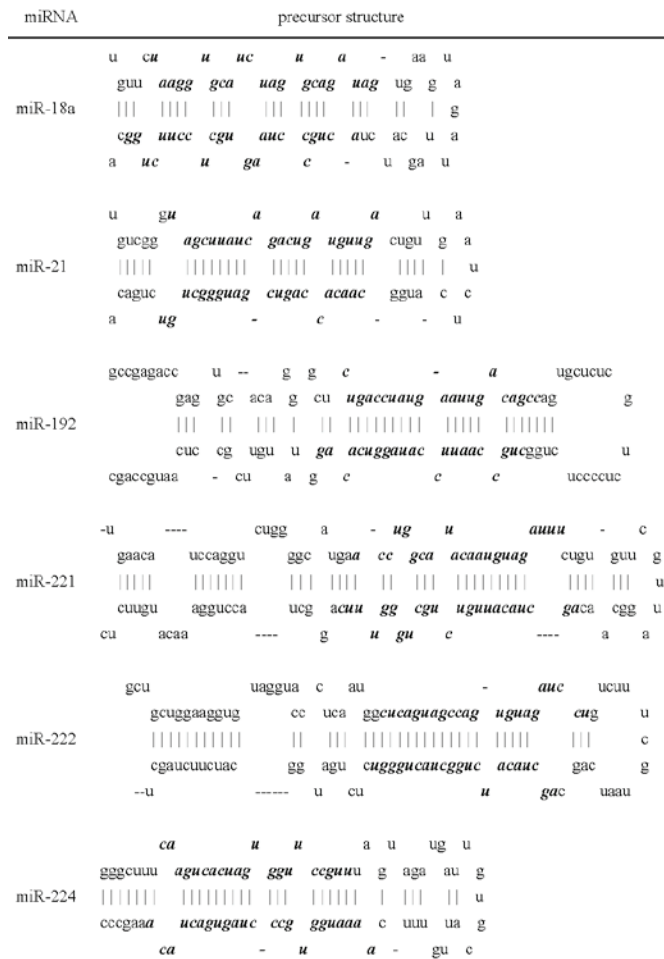 miRNA precursor structure
u cu u uc u a - aa u
guu aagg gca uag gcag uag ug g a
miR-18a ||| |||| ||| ||| |||| ||| || | g
cgg uucc cgu auc cguc auc ac u a
a uc u ga c - u ga u
u gu a a a u a
gucgg agcuuauc gacug uguug cugu g a
miR-21 ||||| |||||||| ||||| ||||| |||| | u
caguc ucgggguag cugac acaac ggua c c
a ug - c - - u
gccgagacc u -- g g c - a ugcucuc
gag gc aca g cu ugaccuaug aauug cagccag g
miR-192 ||| || ||| | || ||||||||| ||||| |||||||
cuc cg ugu u ga acuggauac uuaac gucgguc u
cgaccguaa - cu a g c c c uccccuc
-u ---- cugg a - ug u auuu - c
gaaca uccaggu ggc ugaa cc gca acaauguag cugu guu g
miR-221 ||||| ||||||| ||| |||| || ||| ||||||||| |||| ||| u
cuugu aggucca ucg acuu gg cgu uguuacauc gaca cgg u
cu acaa ---- g u gu c ---- a a
gcu uaggua c au - auc ucuu
gcuggaaggug cc uca ggcucaguagccag uguag cug u
miR-222 ||||||||||| || ||| |||||||||||||| ||||| ||| c
cgaucuucuac gg agu cugggucaucgguc acauc gac g
--u ------ u cu u gac uaau
ca u u a u ug u
gggcuuu agucacuag ggu ccguuu g aga au g
miR-224 ||||||| ||||||||| ||| |||||| | ||| || u
cccgaaa ucagugauc ccg gguaaa c uuu ua g
ca - u a - gu c